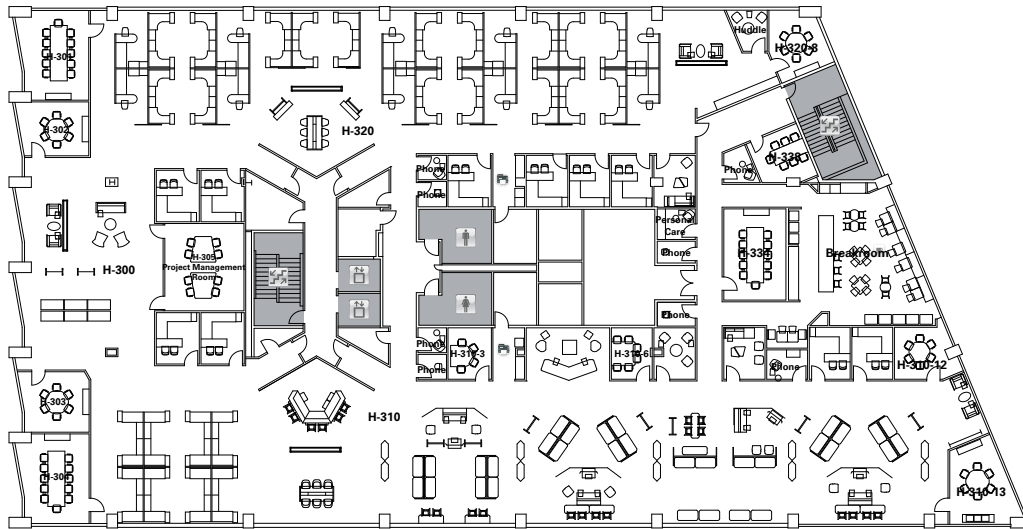 Huddle
H-301
H-320-8
H-302
H-320
H-338
Phone
Phone
Phone
Personal
Care
H-305
Project Management
Room
H-300
Phone
H-334
Breakroom
Phone
Phone
H-310-3
H-310-6
Phone
Phone
H-310-12
H-303
H-310
H-304
H-310-13